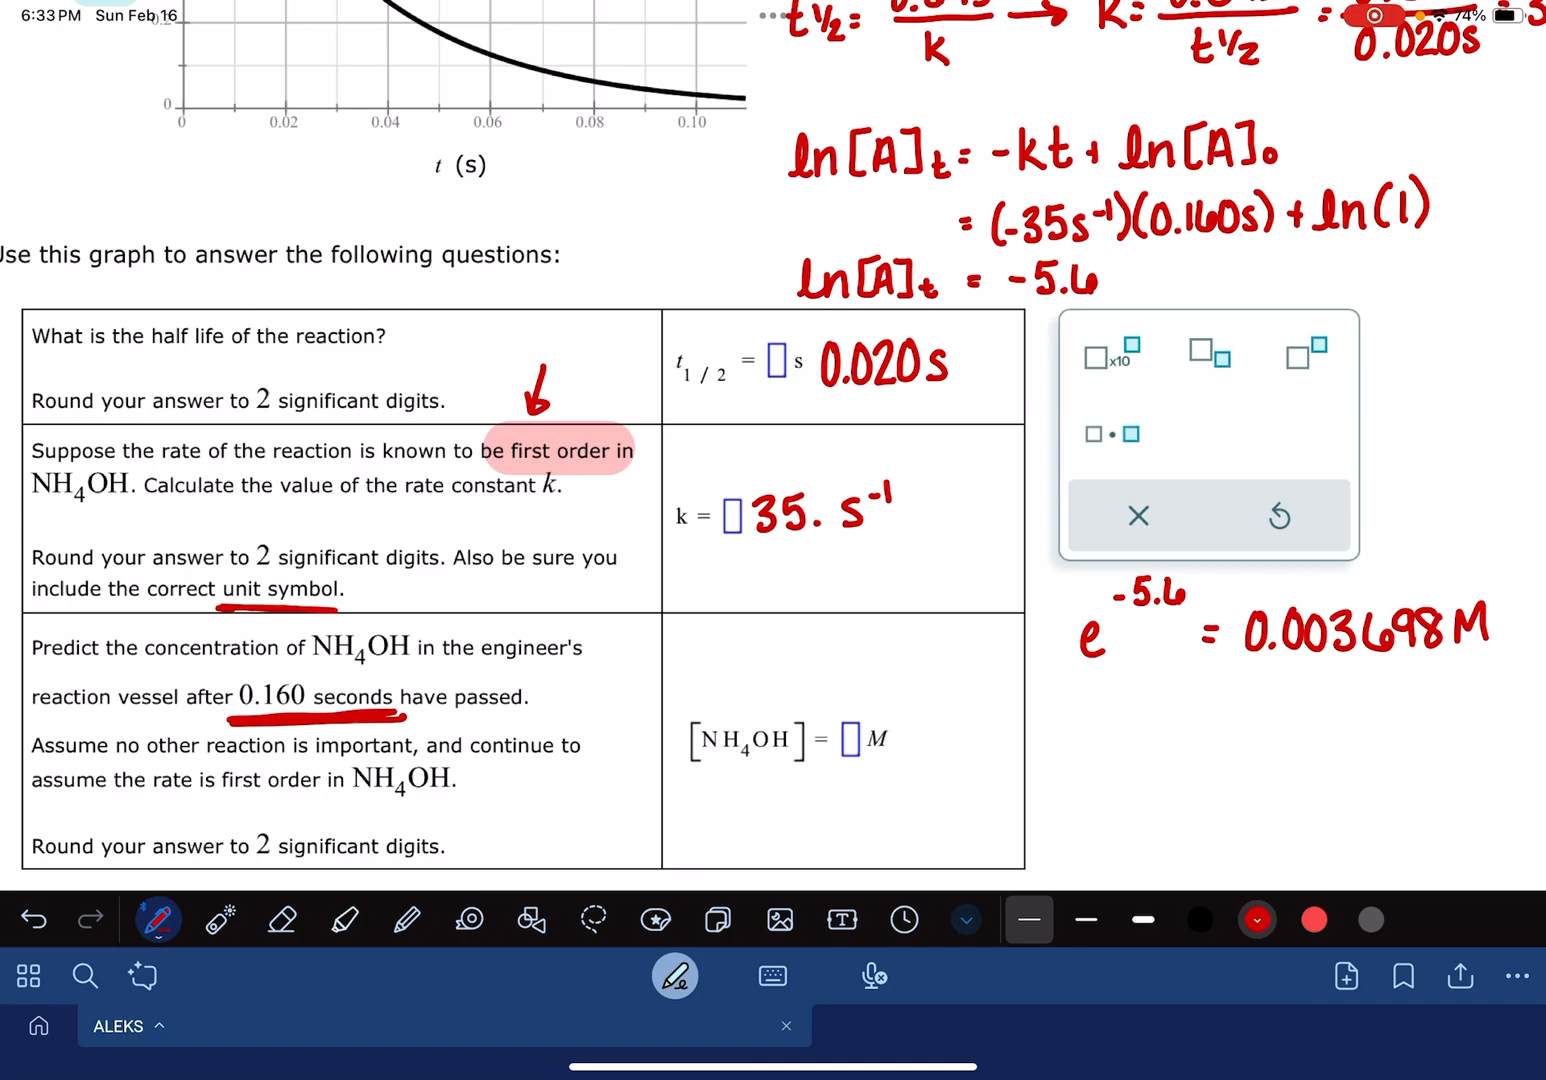 6:33 PM Sun Feb 16
74%
t½= k → K= t½ = 0.020s
0
0 0.02 0.04 0.06 0.08 0.10
t (s)
ln[A]t = -kt + ln[A]₀
= (-35s⁻¹)(0.160s) + ln(1)
ln[A]t = -5.6
Use this graph to answer the following questions:
What is the half life of the reaction?
Round your answer to 2 significant digits.
t1/2 = s 0.020s
Suppose the rate of the reaction is known to be first order in
NH₄OH. Calculate the value of the rate constant k.
Round your answer to 2 significant digits. Also be sure you
include the correct unit symbol.
k = 35. s⁻¹
Predict the concentration of NH₄OH in the engineer's
reaction vessel after 0.160 seconds have passed.
Assume no other reaction is important, and continue to
assume the rate is first order in NH₄OH.
Round your answer to 2 significant digits.
[NH₄OH] = M
x10
e⁻⁵·⁶ = 0.003698M
ALEKS